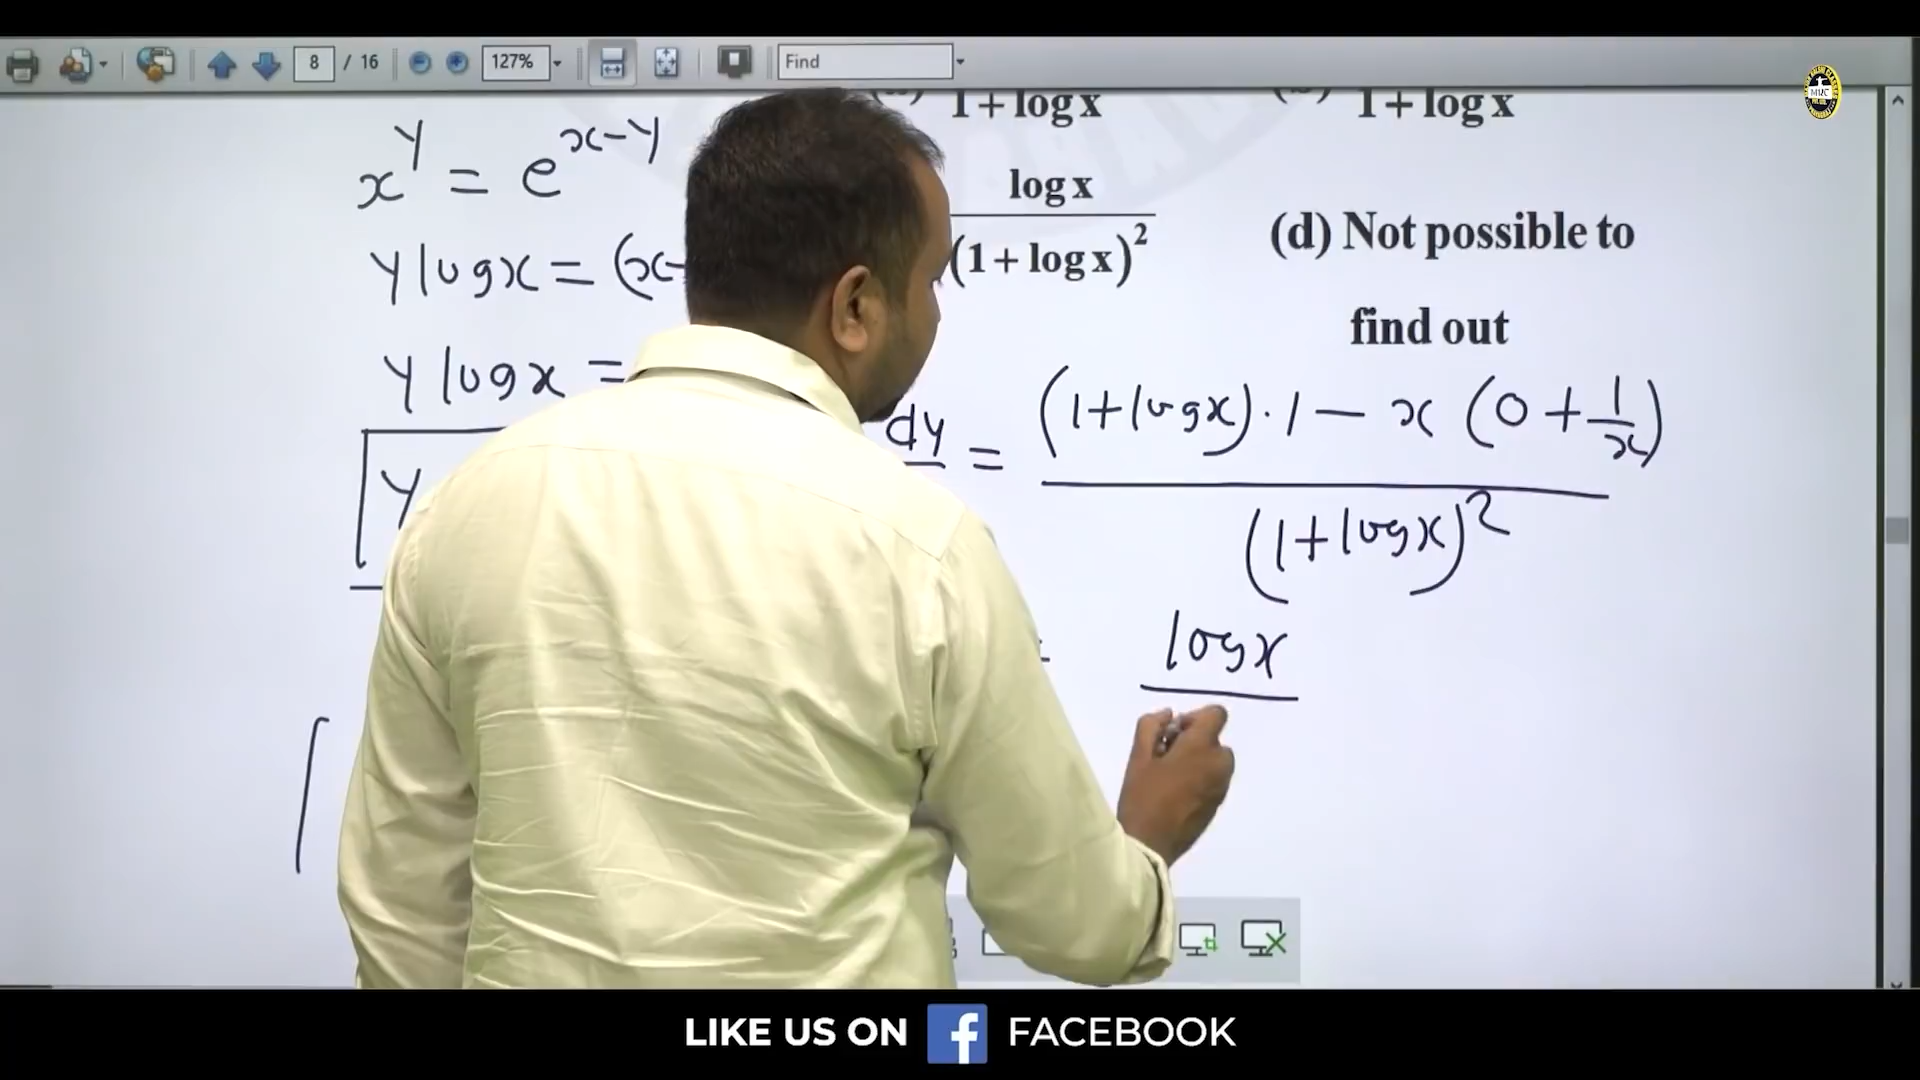 8 / 16 127% Find
1 + log x 1 + log x
x^y = e^{x-y}
log x
(1 + log x)^2
(d) Not possible to
find out
y log x = (x-
y log x =
dy = (1+log x).1 - x (0 + 1/x)
(1+log x)^2
y
= log x
MRC
LIKE US ON f FACEBOOK